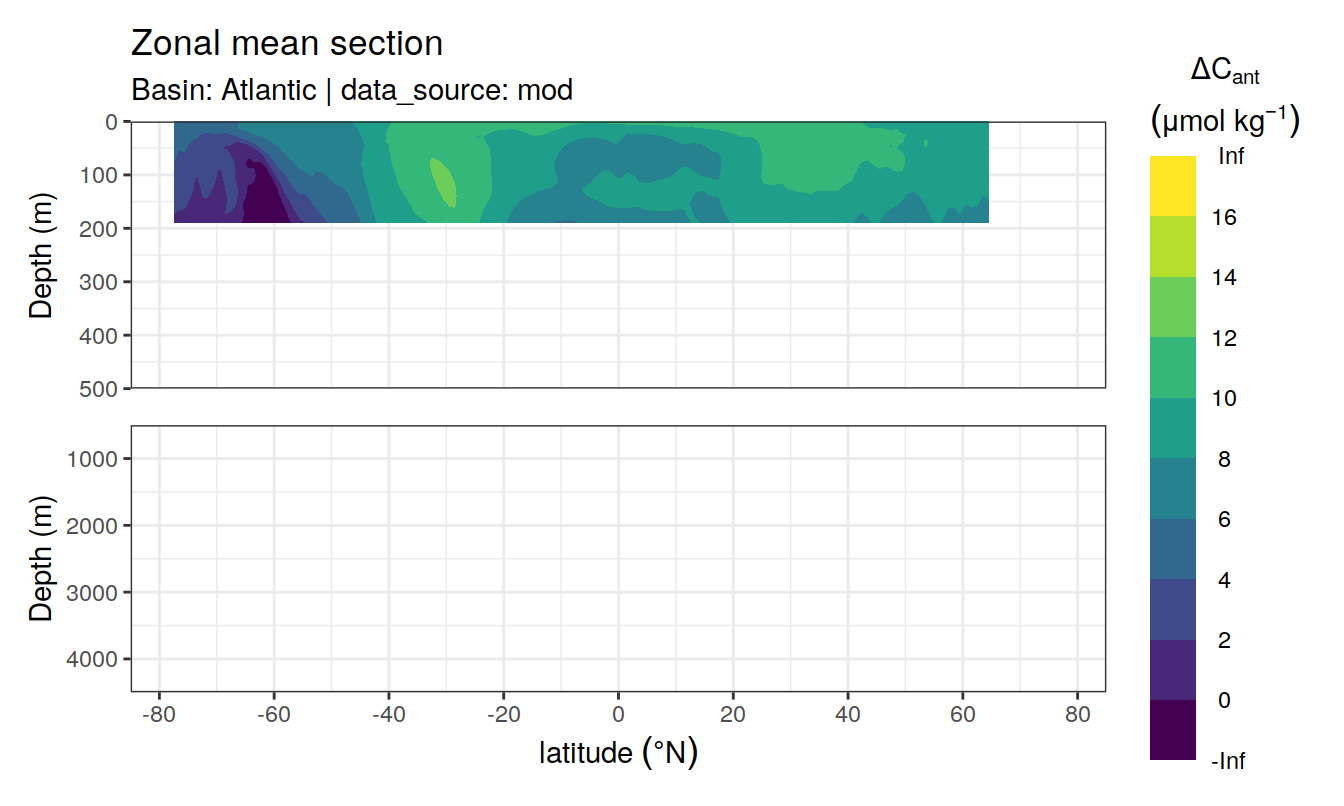 Zonal mean section
Basin: Atlantic | data_source: mod
0
100
200
300
400
500
Depth (m)
1000
2000
3000
4000
Depth (m)
-80 -60 -40 -20 0 20 40 60 80
latitude (°N)
ΔCant
(μmol kg⁻¹)
Inf
16
14
12
10
8
6
4
2
0
-Inf